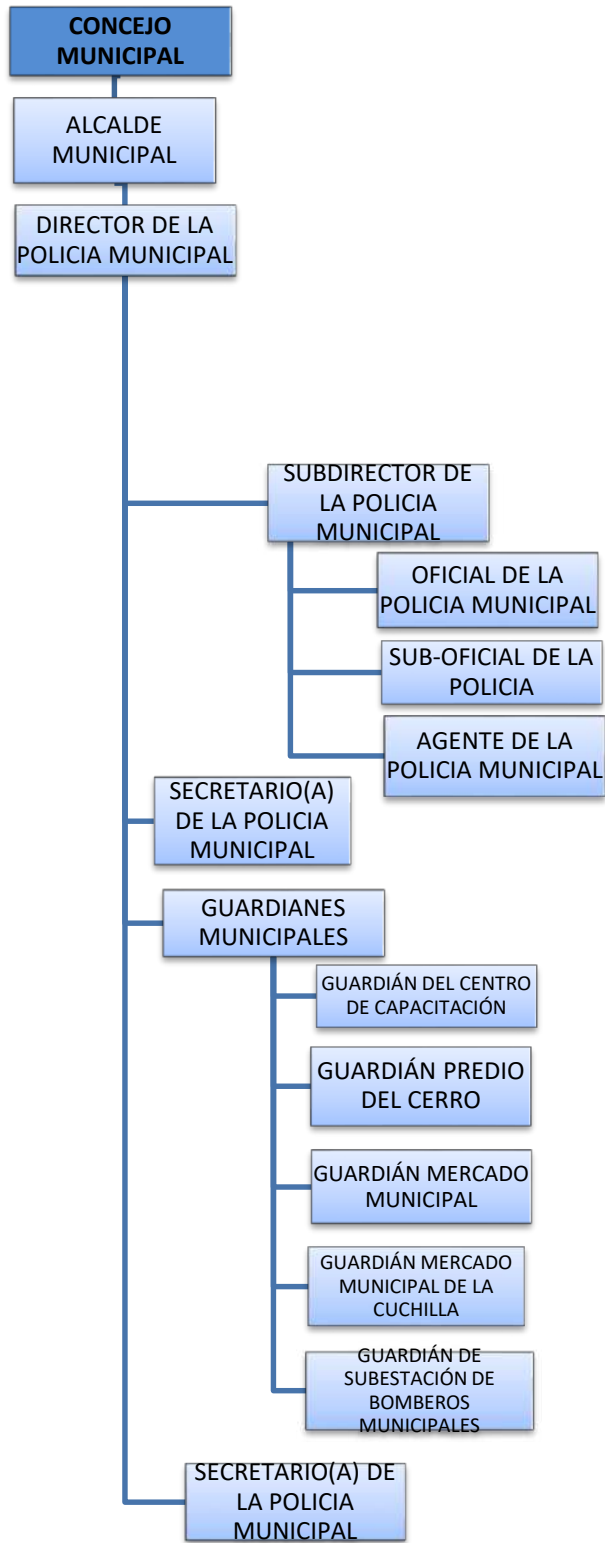 CONCEJO
MUNICIPAL
ALCALDE
MUNICIPAL
DIRECTOR DE LA
POLICIA MUNICIPAL
SUBDIRECTOR DE
LA POLICIA
MUNICIPAL
OFICIAL DE LA
POLICIA MUNICIPAL
SUB-OFICIAL DE LA
POLICIA
AGENTE DE LA
POLICIA MUNICIPAL
SECRETARIO(A)
DE LA POLICIA
MUNICIPAL
GUARDIANES
MUNICIPALES
GUARDIÁN DEL CENTRO
DE CAPACITACIÓN
GUARDIÁN PREDIO
DEL CERRO
GUARDIÁN MERCADO
MUNICIPAL
GUARDIÁN MERCADO
MUNICIPAL DE LA
CUCHILLA
GUARDIÁN DE
SUBESTACIÓN DE
BOMBEROS
MUNICIPALES
SECRETARIO(A) DE
LA POLICIA
MUNICIPAL